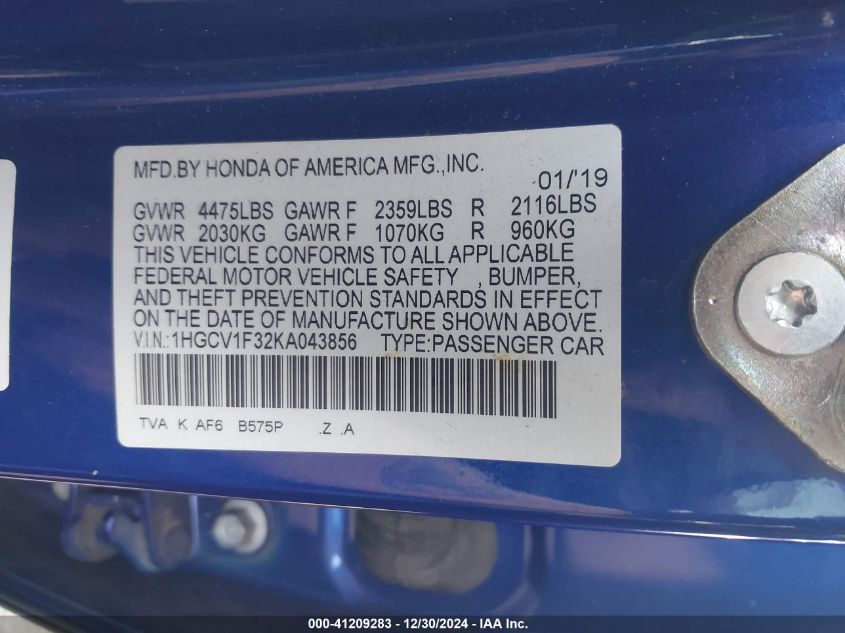 MFD.BY HONDA OF AMERICA MFG.,INC.
01/'19
GVWR 4475LBS GAWR F 2359LBS R 2116LBS
GVWR 2030KG GAWR F 1070KG R 960KG
THIS VEHICLE CONFORMS TO ALL APPLICABLE
FEDERAL MOTOR VEHICLE SAFETY , BUMPER,
AND THEFT PREVENTION STANDARDS IN EFFECT
ON THE DATE OF MANUFACTURE SHOWN ABOVE.
V.I.N.:1HGCV1F32KA043856 TYPE:PASSENGER CAR
TVA K AF6 B575P .Z .A
000-41209283 - 12/30/2024 - IAA Inc.